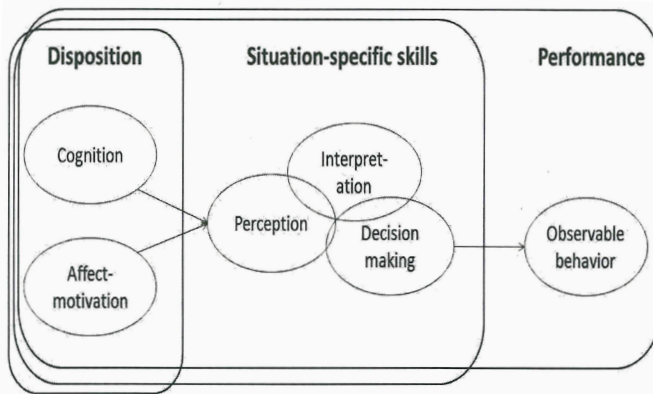 Disposition
Situation-specific skills
Performance
Cognition
Affect-
motivation
Perception
Interpret-
ation
Decision
making
Observable
behavior